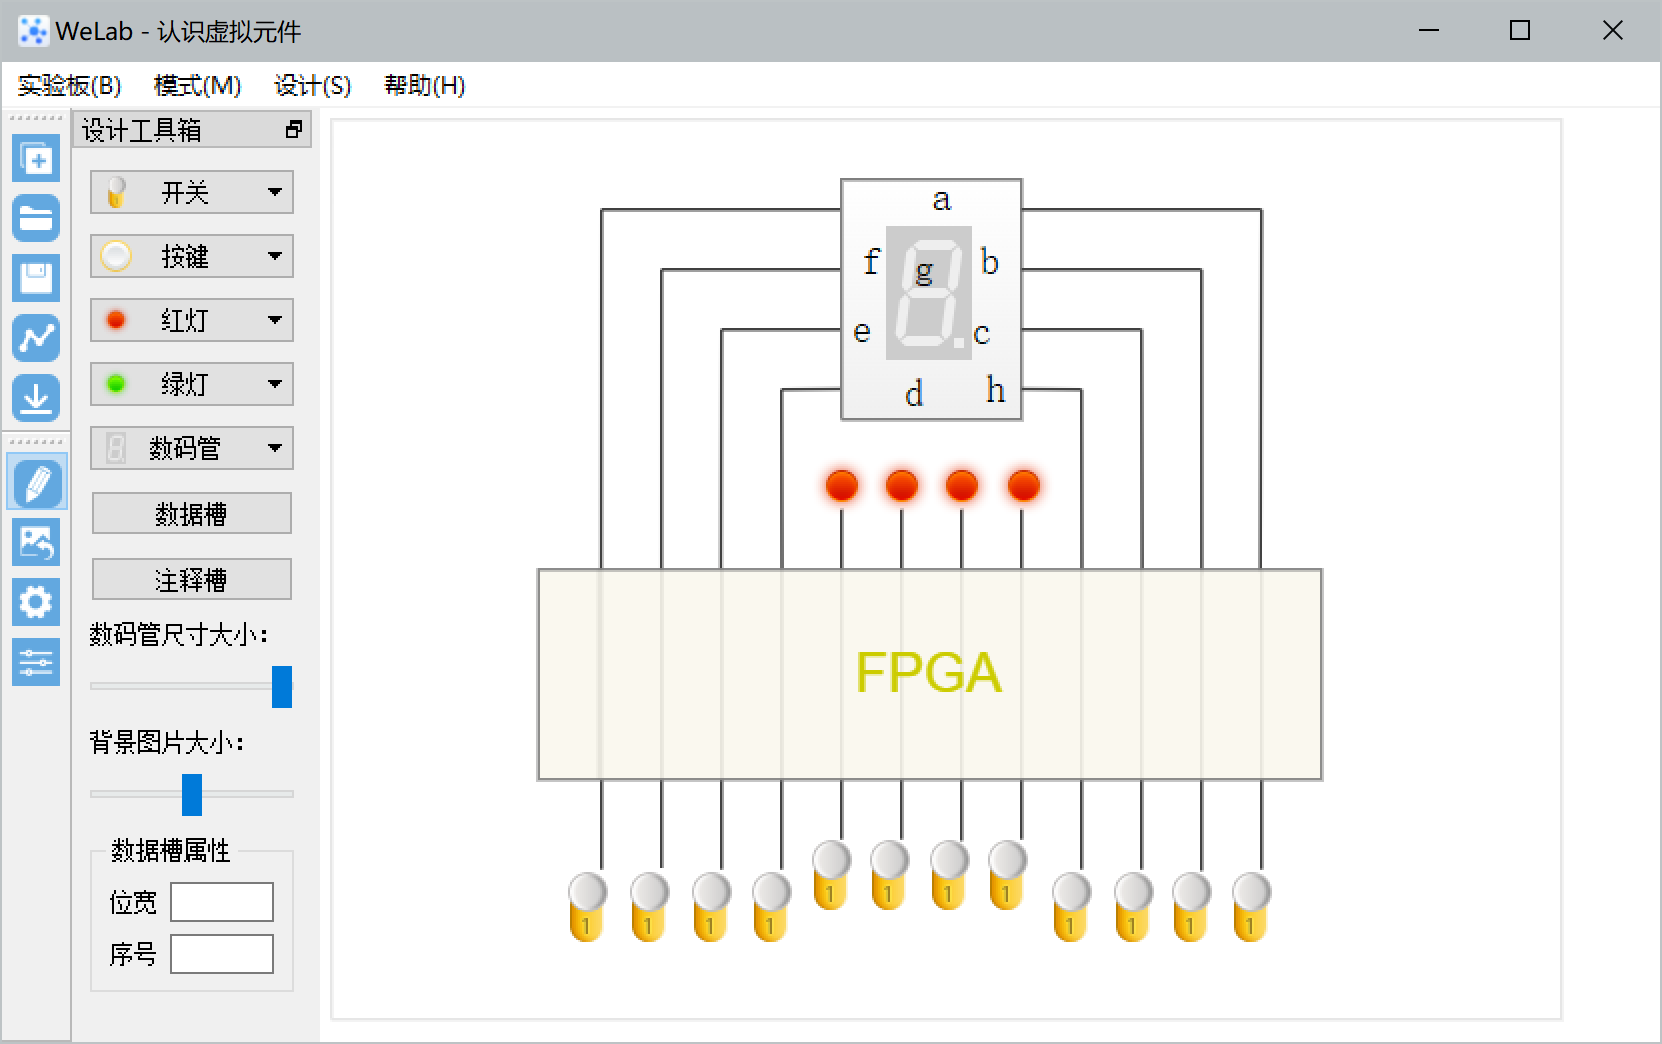 WeLab - 认识虚拟元件
实验板(B) 模式(M) 设计(S) 帮助(H)
设计工具箱
开关
按键
红灯
绿灯
数码管
数据槽
注释槽
数码管尺寸大小：
背景图片大小：
数据槽属性
位宽
序号
a
f g b
e c
d h
FPGA
1 1 1 1
1 1 1 1 1 1 1 1